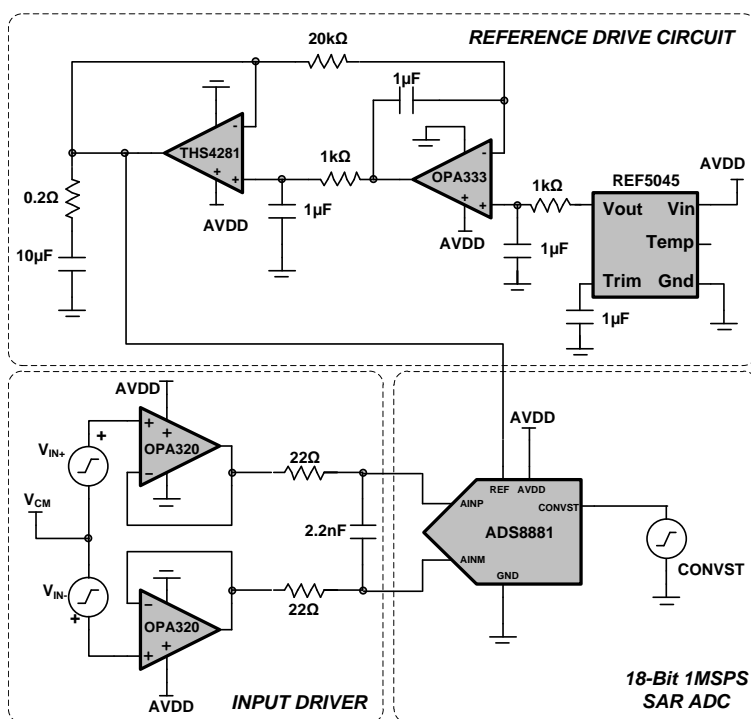 REFERENCE DRIVE CIRCUIT
20kΩ
1µF
THS4281
-
+
+
AVDD
1kΩ
1µF
OPA333
-
+
+
AVDD
1kΩ
1µF
REF5045
Vout
Vin
Temp
Trim
Gnd
AVDD
1µF
0.2Ω
10µF
AVDD
VIN+
+
VCM
VIN-
+
+
+
-
OPA320
-
+
+
OPA320
AVDD
22Ω
22Ω
2.2nF
INPUT DRIVER
AVDD
REF
AVDD
AINP
CONVST
ADS8881
AINM
GND
CONVST
18-Bit 1MSPS
SAR ADC